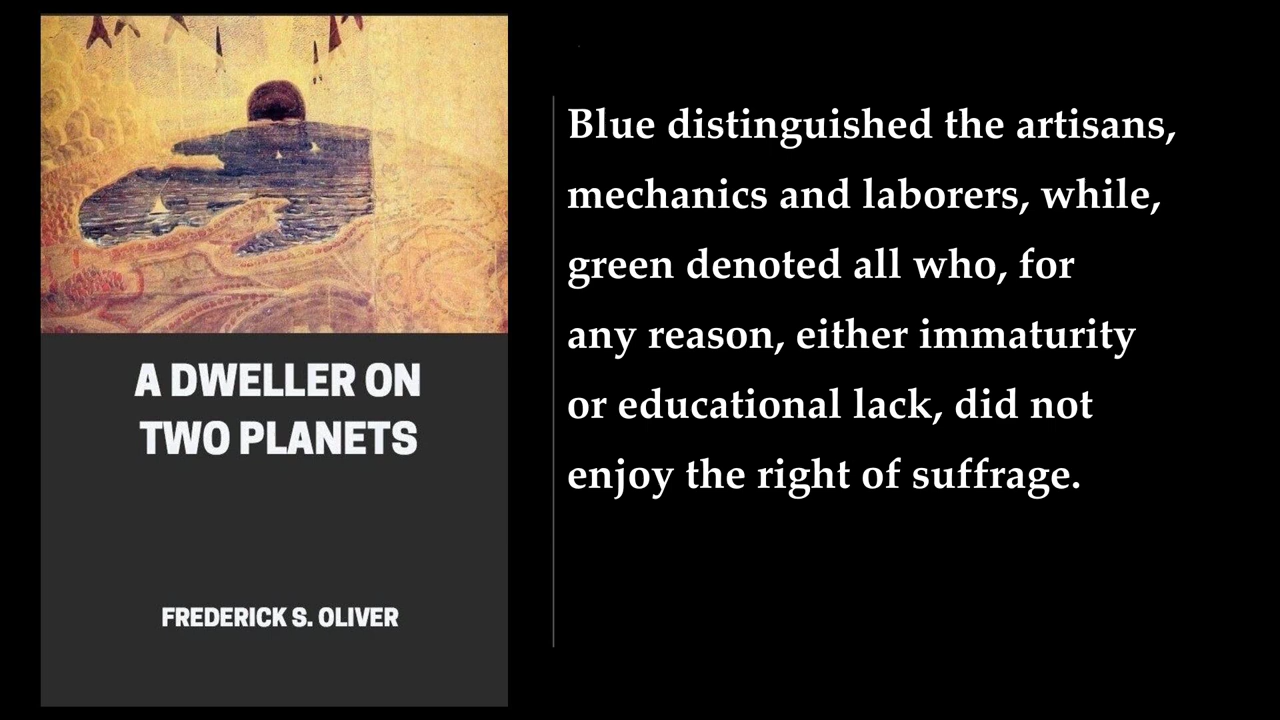 A DWELLER ON
TWO PLANETS
FREDERICK S. OLIVER
Blue distinguished the artisans,
mechanics and laborers, while,
green denoted all who, for
any reason, either immaturity
or educational lack, did not
enjoy the right of suffrage.